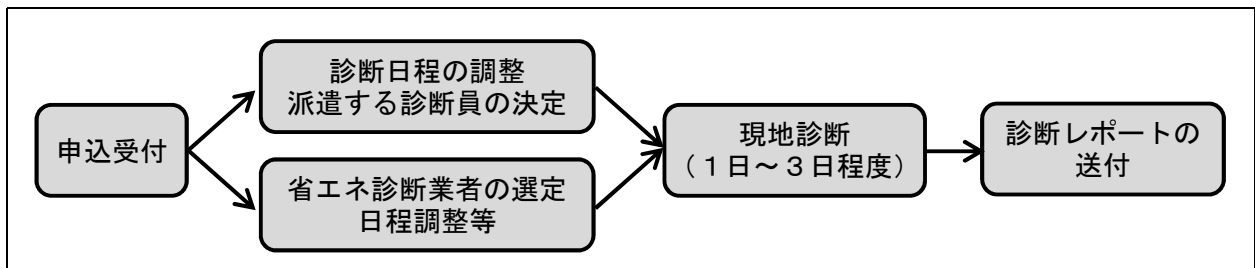 申込受付
診断日程の調整
派遣する診断員の決定
省エネ診断業者の選定
日程調整等
現地診断
（１日～３日程度）
診断レポートの
送付